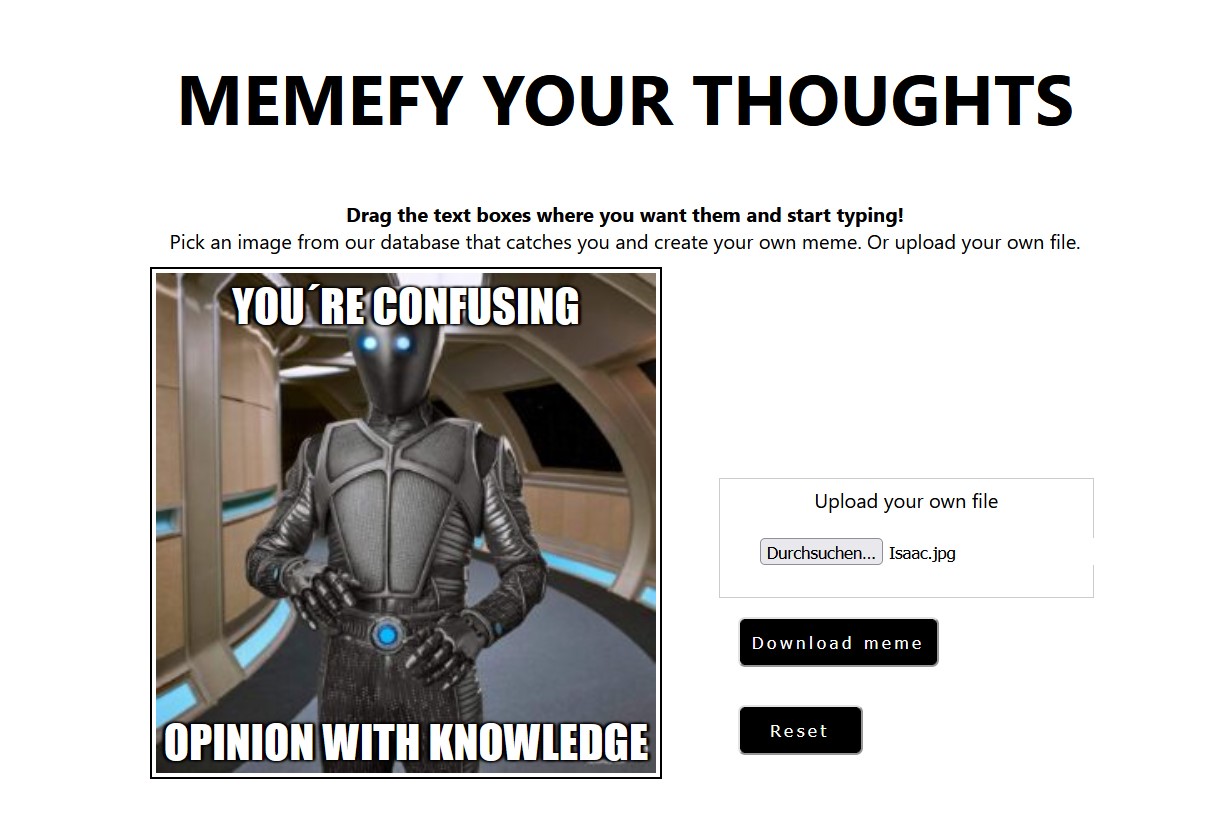 MEMEFY YOUR THOUGHTS
Drag the text boxes where you want them and start typing!
Pick an image from our database that catches you and create your own meme. Or upload your own file.
YOU´RE CONFUSING
OPINION WITH KNOWLEDGE
Upload your own file
Durchsuchen... Isaac.jpg
Download meme
Reset